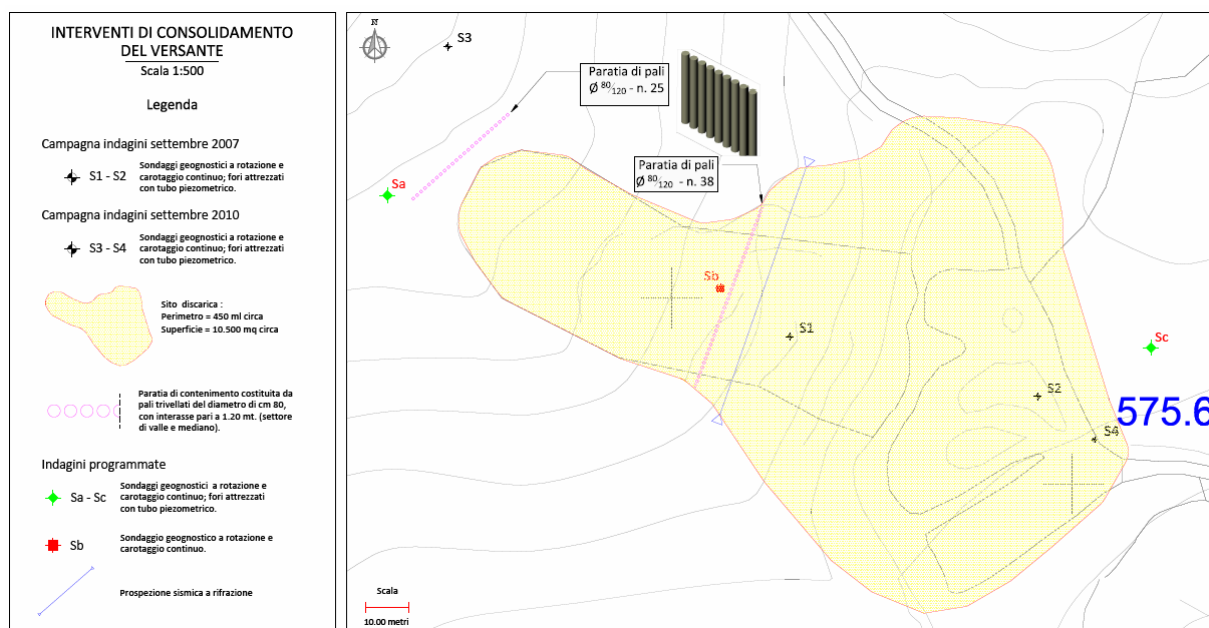 INTERVENTI DI CONSOLIDAMENTO
DEL VERSANTE
Scala 1:500
Legenda
Campagna indagini settembre 2007
S1 - S2
Sondaggi geognostici a rotazione e
carotaggio continuo; fori attrezzati
con tubo piezometrico.
Campagna indagini settembre 2010
S3 - S4
Sondaggi geognostici a rotazione e
carotaggio continuo; fori attrezzati
con tubo piezometrico.
Sito discarica :
Perimetro = 450 ml circa
Superficie = 10.500 mq circa
Paratia di contenimento costituita da
pali trivellati del diametro di cm 80,
con interasse pari a 1.20 mt. (settore
di valle e mediano).
Indagini programmate
Sa - Sc
Sondaggi geognostici a rotazione e
carotaggio continuo; fori attrezzati
con tubo piezometrico.
Sb
Sondaggio geognostico a rotazione e
carotaggio continuo.
Prospezione sismica a rifrazione
N
S3
Paratia di pali
Ø 80/120 - n. 25
Paratia di pali
Ø 80/120 - n. 38
Sa
Sb
S1
Sc
S2
575.6
S4
Scala
10.00 metri